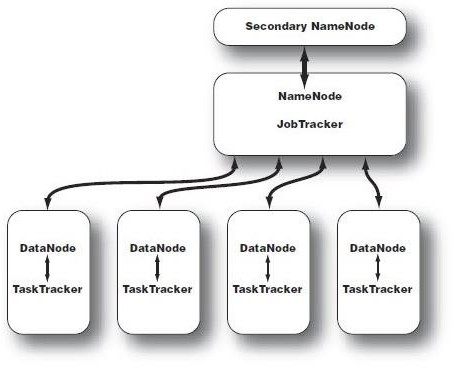 Secondary NameNode
NameNode
JobTracker
DataNode
TaskTracker
DataNode
TaskTracker
DataNode
TaskTracker
DataNode
TaskTracker